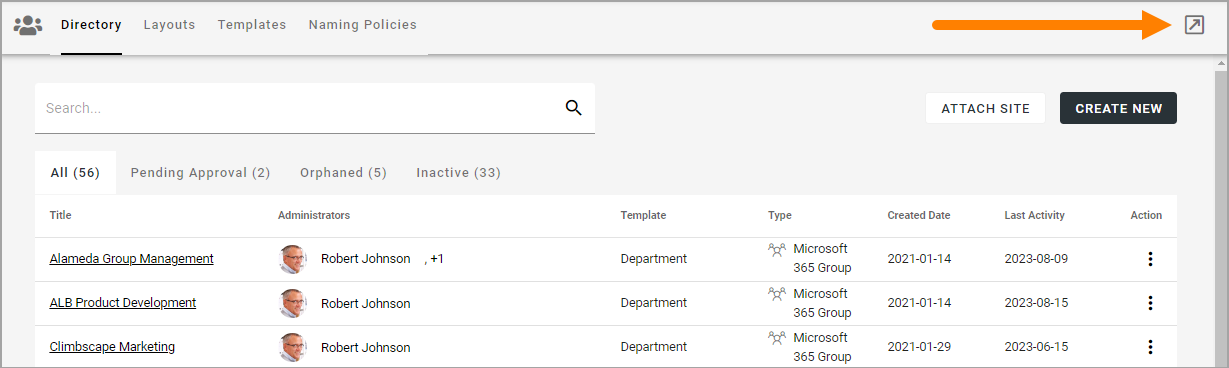 Directory Layouts Templates Naming Policies
Search...
ATTACH SITE CREATE NEW
All (56) Pending Approval (2) Orphaned (5) Inactive (33)
Title Administrators Template Type Created Date Last Activity Action
Alameda Group Management Robert Johnson , +1 Department Microsoft 365 Group 2021-01-14 2023-08-09
ALB Product Development Robert Johnson Department Microsoft 365 Group 2021-01-14 2023-08-15
Climbscape Marketing Robert Johnson Department Microsoft 365 Group 2021-01-29 2023-06-15